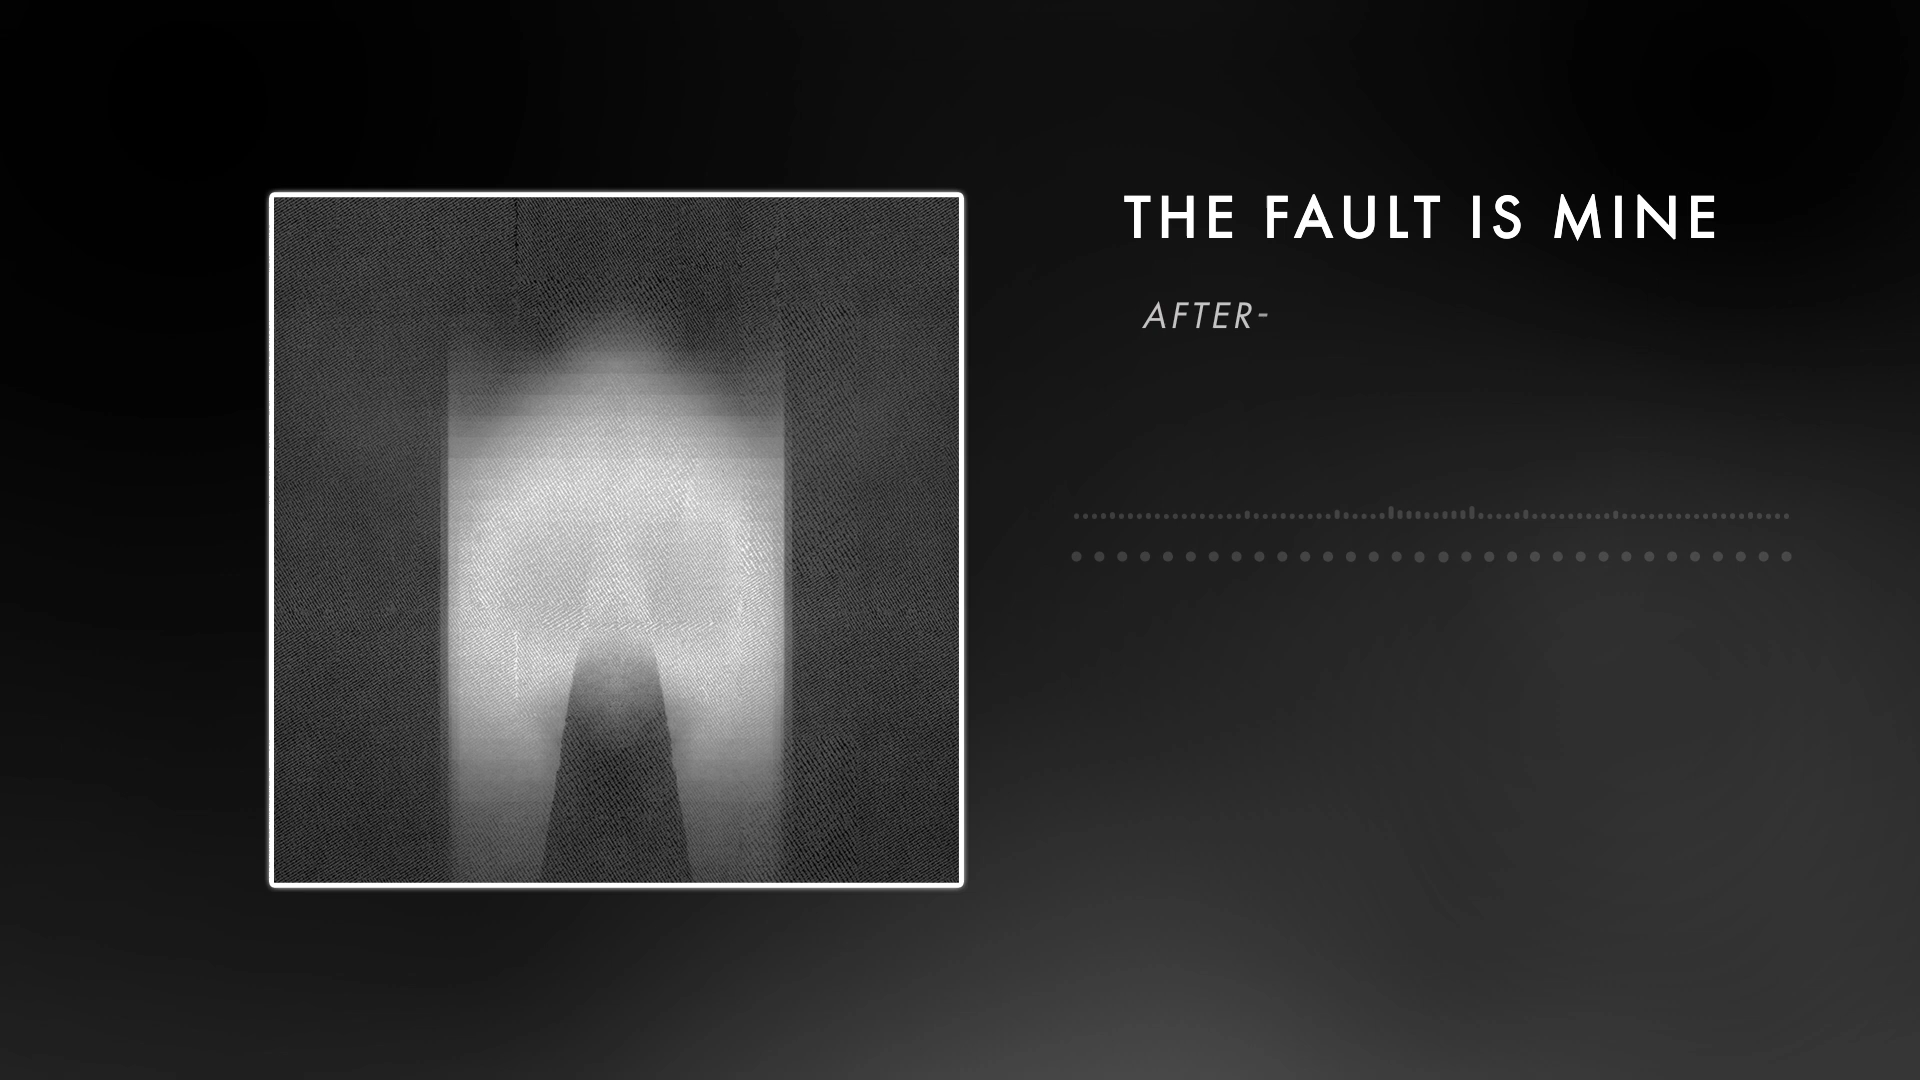 THE FAULT IS MINE
AFTER-